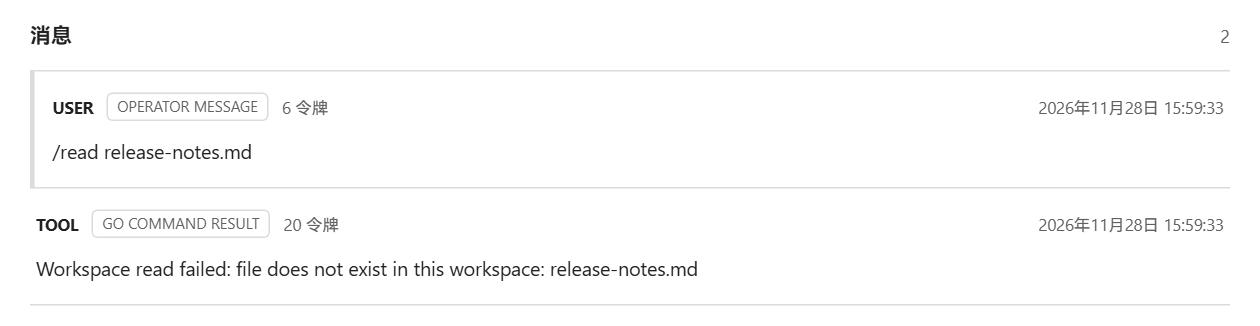 消息
2
USER OPERATOR MESSAGE 6 令牌 2026年11月28日 15:59:33
/read release-notes.md
TOOL GO COMMAND RESULT 20 令牌 2026年11月28日 15:59:33
Workspace read failed: file does not exist in this workspace: release-notes.md